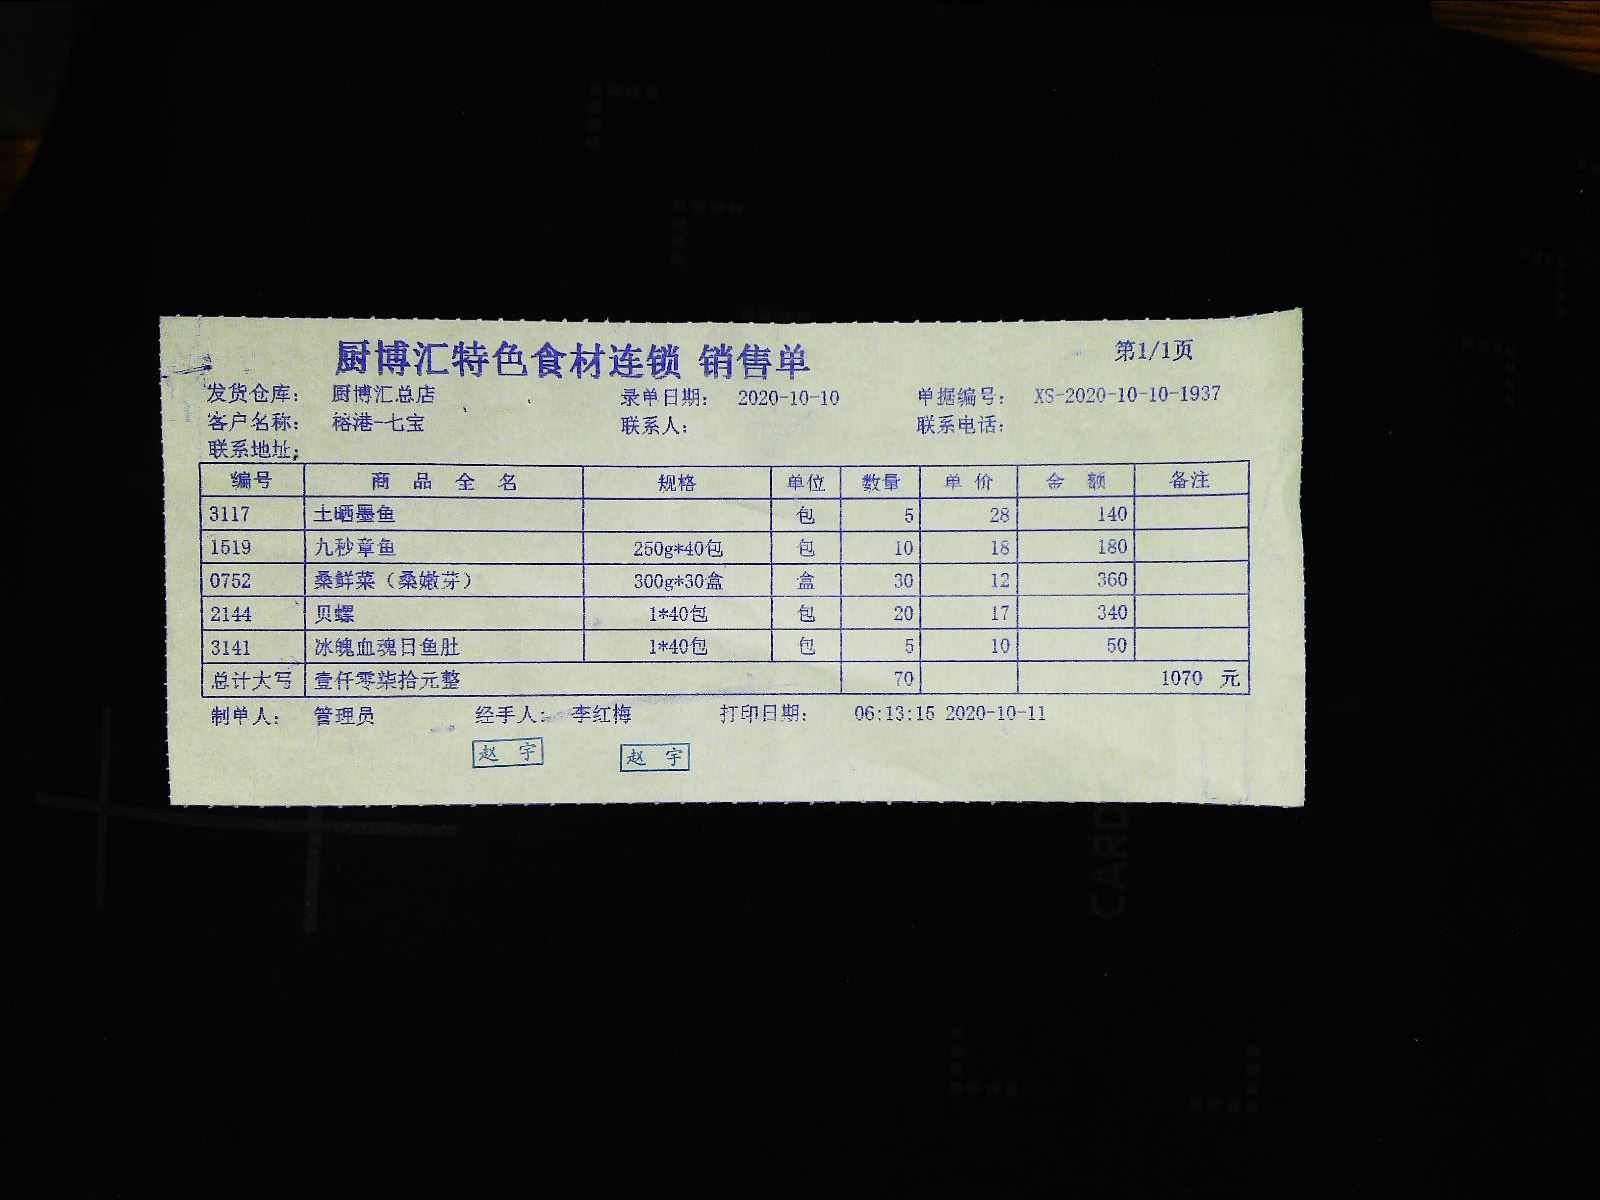 厨博汇特色食材连锁 销售单 第1/1页
发货仓库: 厨博汇总店 录单日期: 2020-10-10 单据编号: XS-2020-10-10-1937
客户名称: 榕港-七宝 联系人: 联系电话:
联系地址:
编号 商品全名 规格 单位 数量 单价 金额 备注
3117 土晒墨鱼 包 5 28 140
1519 九秒章鱼 250g*40包 包 10 18 180
0752 桑鲜菜（桑嫩芽） 300g*30盒 盒 30 12 360
2144 贝螺 1*40包 包 20 17 340
3141 冰魄血魂日鱼肚 1*40包 包 5 10 50
总计大写 壹仟零柒拾元整 70 1070 元
制单人: 管理员 经手人: 李红梅 打印日期: 06:13:15 2020-10-11
赵 宇 赵 宇
CARD